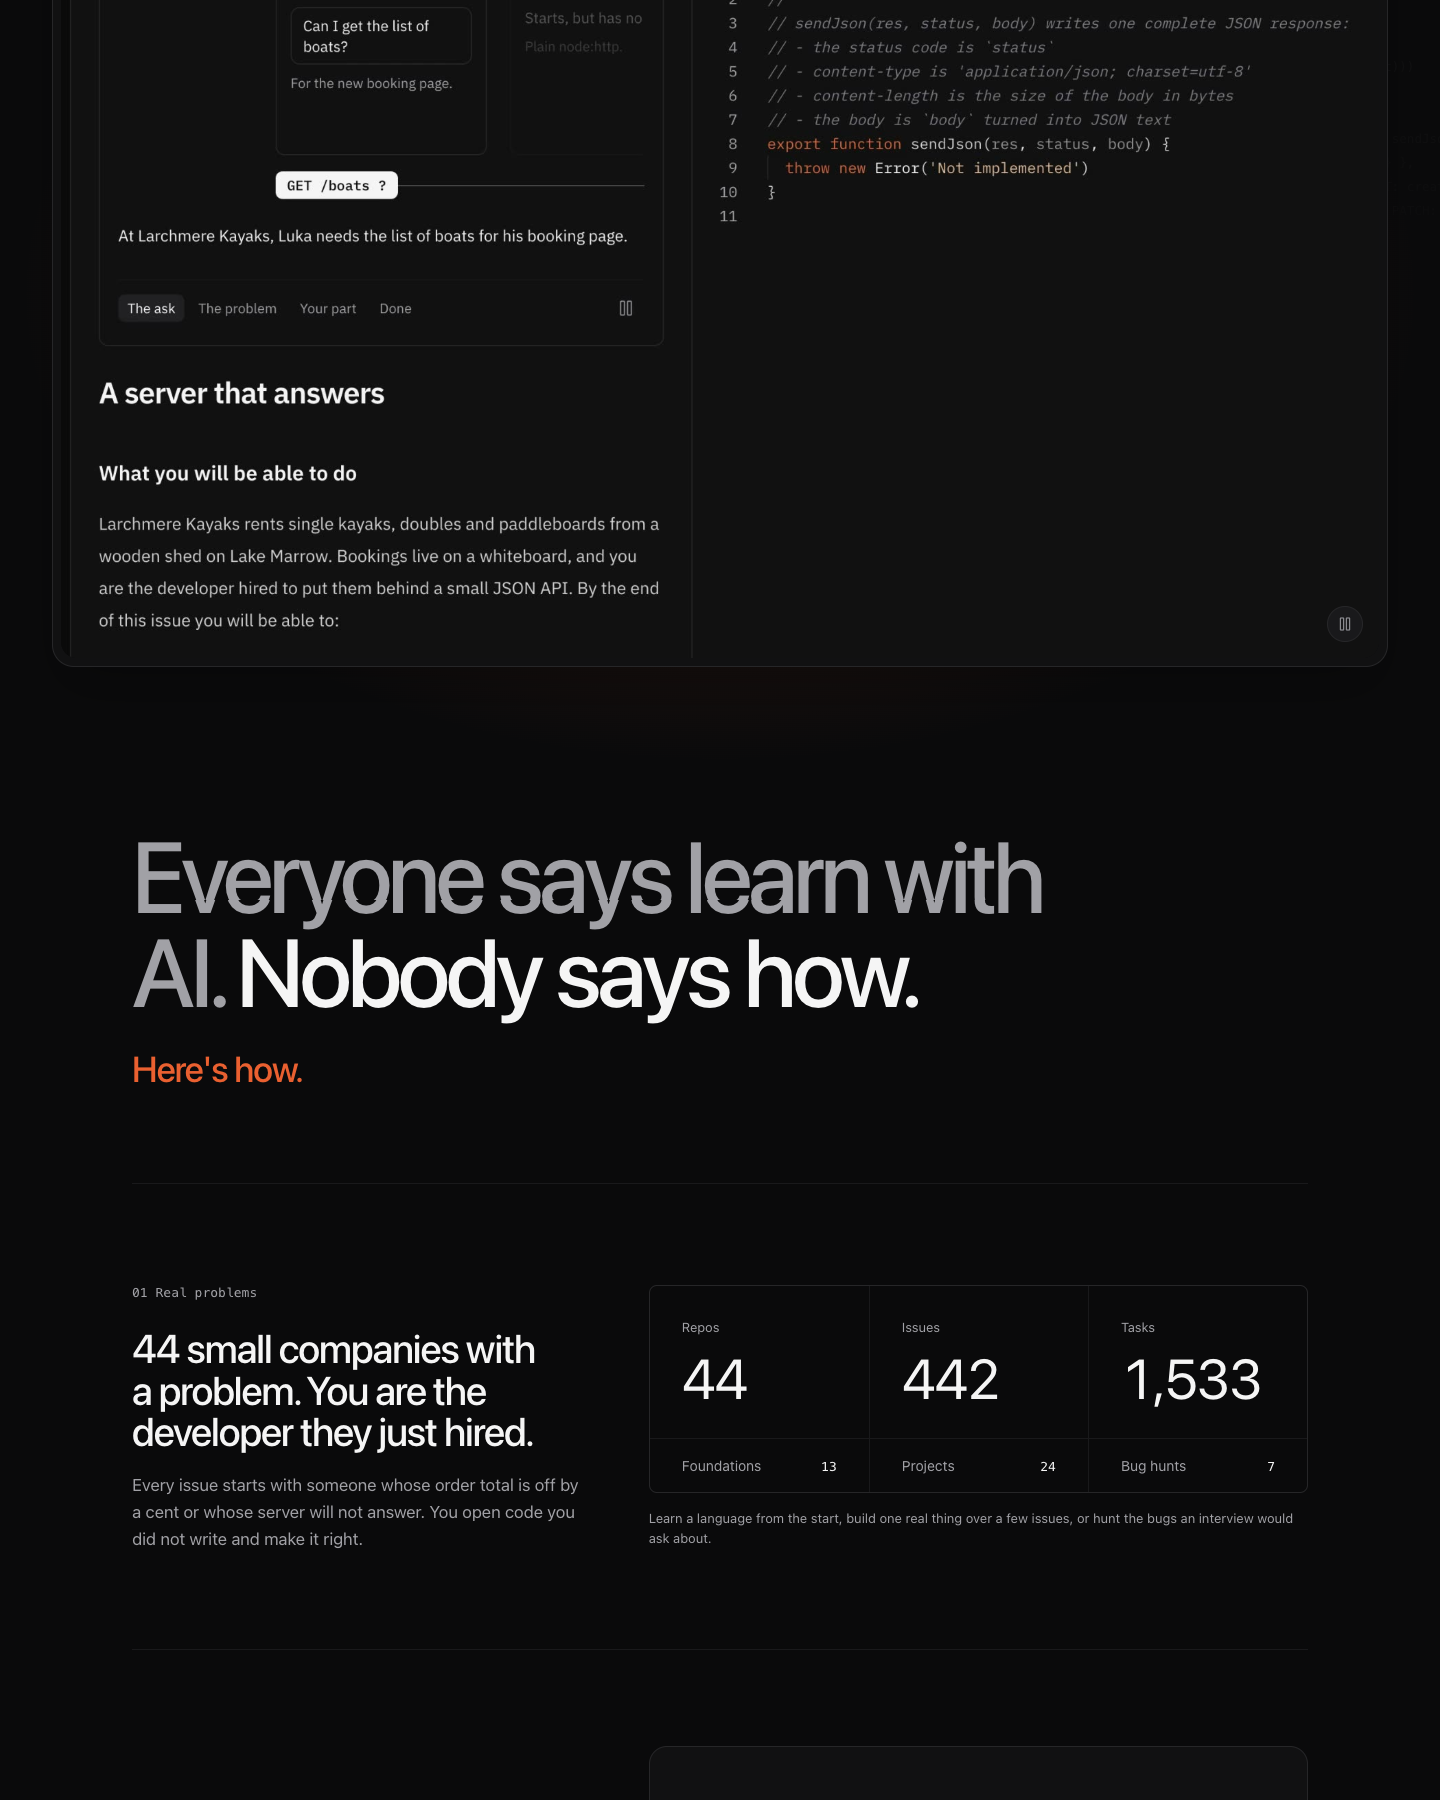 Can I get the list of
boats?
For the new booking page.
Starts, but has no
Plain node:http.
GET /boats ?
At Larchmere Kayaks, Luka needs the list of boats for his booking page.
The ask
The problem
Your part
Done
A server that answers
What you will be able to do
Larchmere Kayaks rents single kayaks, doubles and paddleboards from a
wooden shed on Lake Marrow. Bookings live on a whiteboard, and you
are the developer hired to put them behind a small JSON API. By the end
of this issue you will be able to:
2 //
3 // sendJson(res, status, body) writes one complete JSON response:
4 // - the status code is `status`
5 // - content-type is 'application/json; charset=utf-8'
6 // - content-length is the size of the body in bytes
7 // - the body is `body` turned into JSON text
8 export function sendJson(res, status, body) {
9 throw new Error('Not implemented')
10 }
11
Everyone says learn with
AI. Nobody says how.
Here's how.
01 Real problems
44 small companies with
a problem. You are the
developer they just hired.
Every issue starts with someone whose order total is off by
a cent or whose server will not answer. You open code you
did not write and make it right.
Repos
44
Issues
442
Tasks
1,533
Foundations 13
Projects 24
Bug hunts 7
Learn a language from the start, build one real thing over a few issues, or hunt the bugs an interview would
ask about.